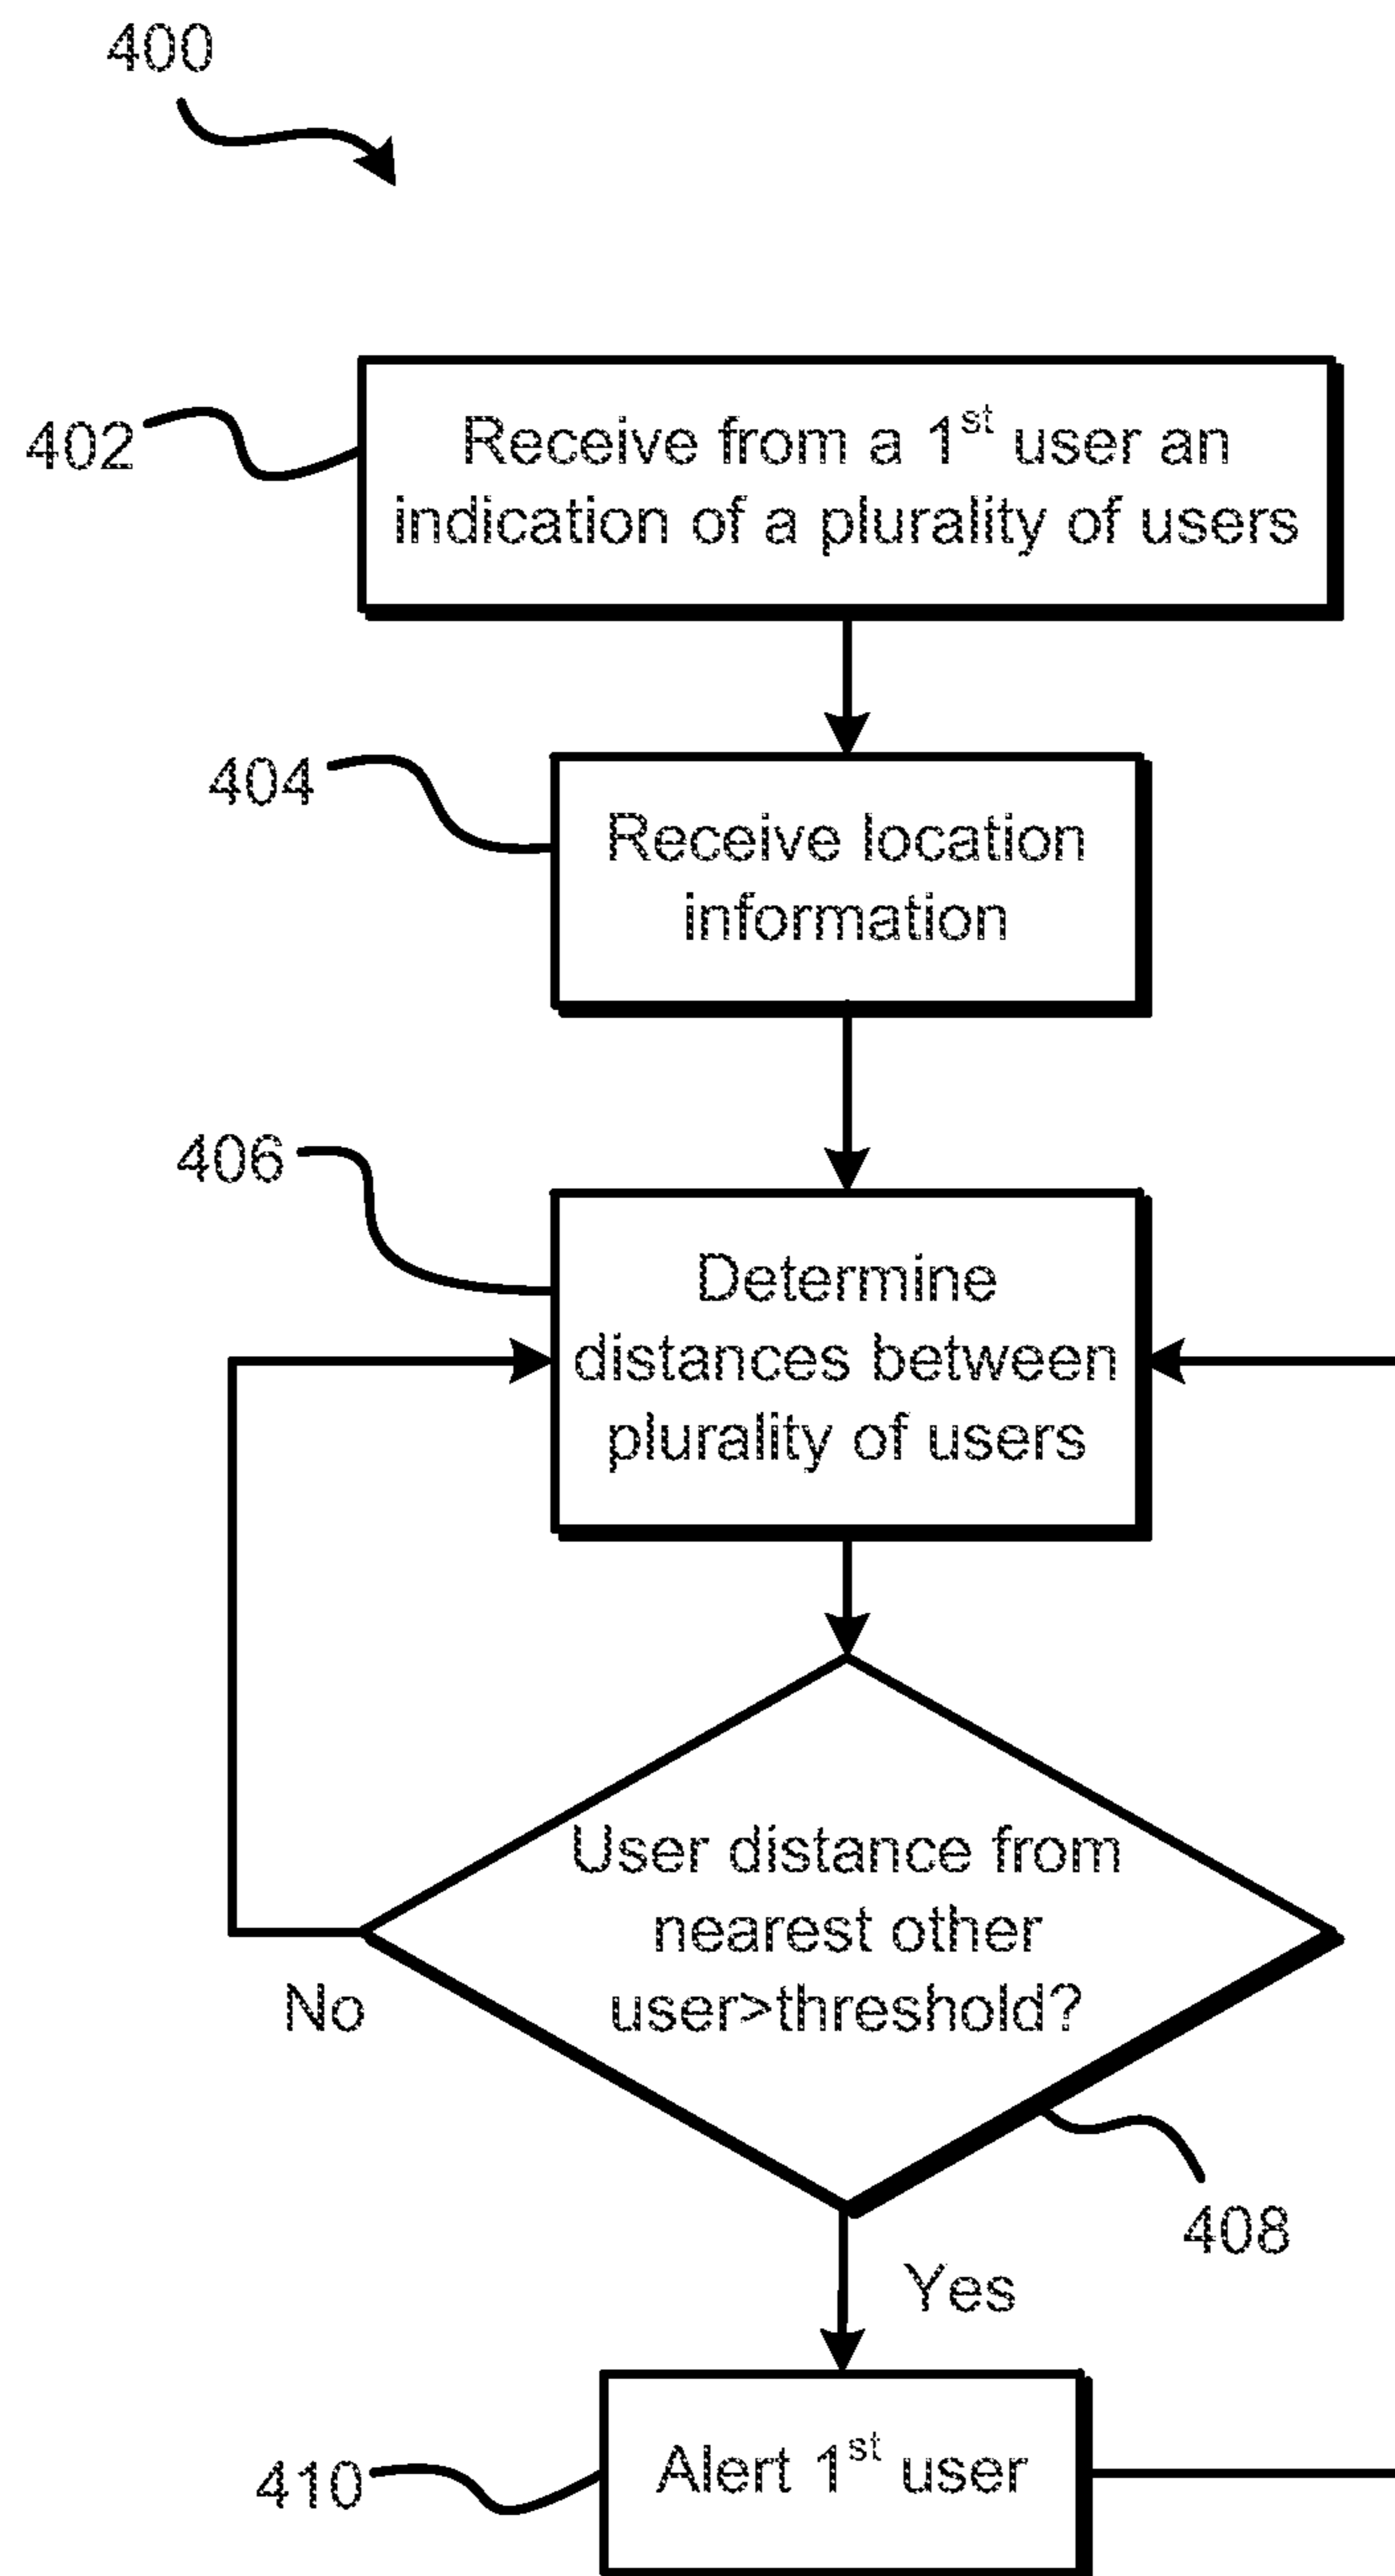 400
402
Receive from a 1st user an
indication of a plurality of users
404
Receive location
information
406
Determine
distances between
plurality of users
User distance from
nearest other
user>threshold?
No
408
Yes
410
Alert 1st user